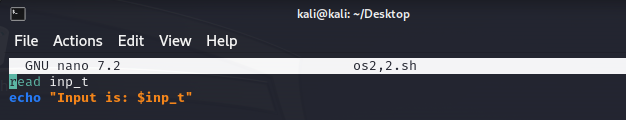 kali@kali: ~/Desktop
File Actions Edit View Help
GNU nano 7.2 os2,2.sh
read inp_t
echo "Input is: $inp_t"